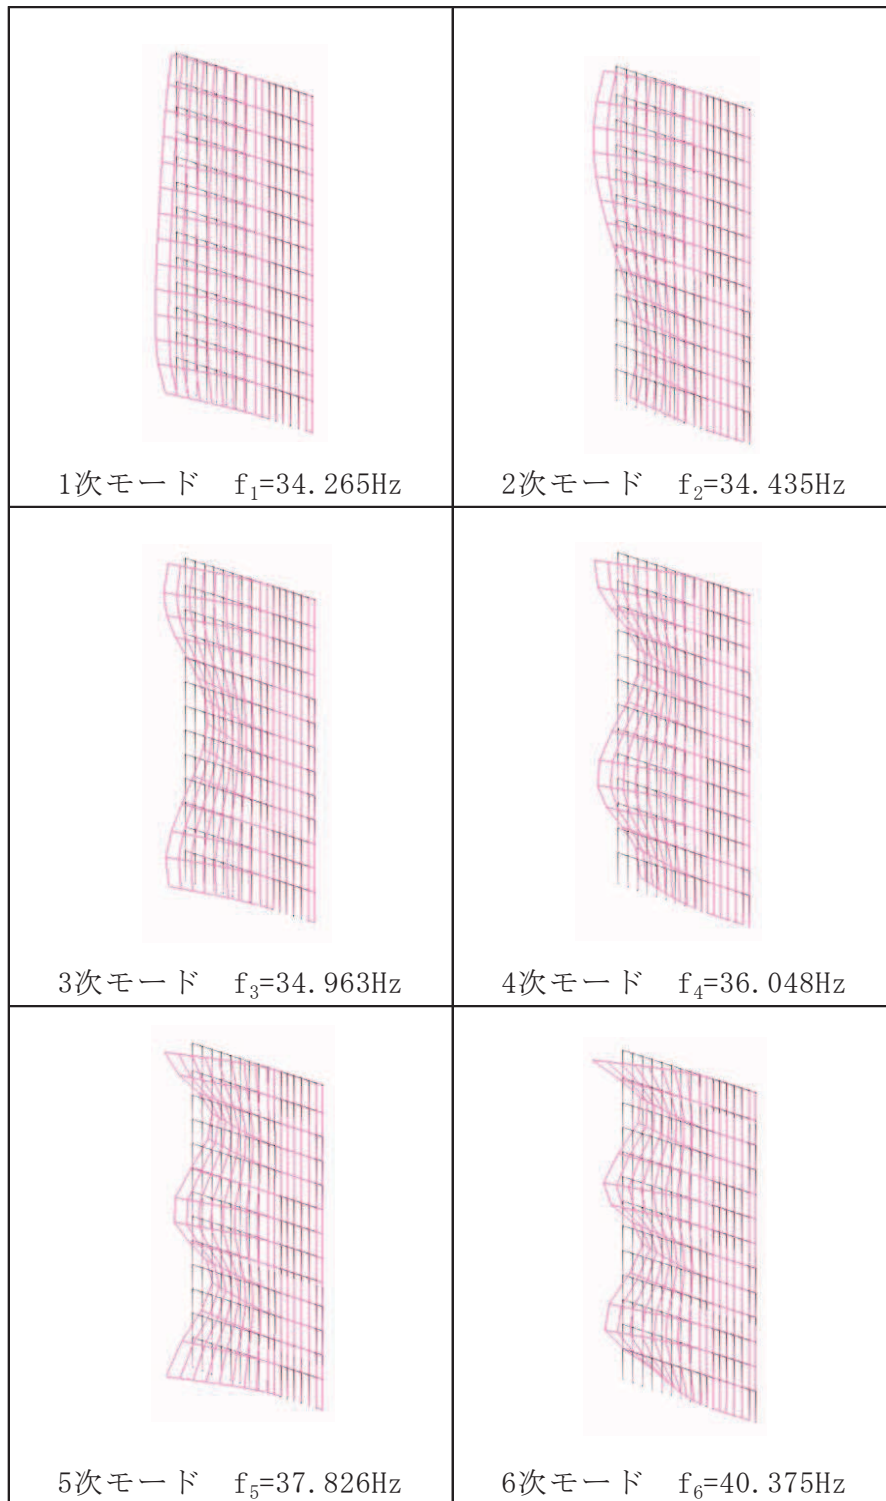 1次モード f₁=34.265Hz
2次モード f₂=34.435Hz
3次モード f₃=34.963Hz
4次モード f₄=36.048Hz
5次モード f₅=37.826Hz
6次モード f₆=40.375Hz